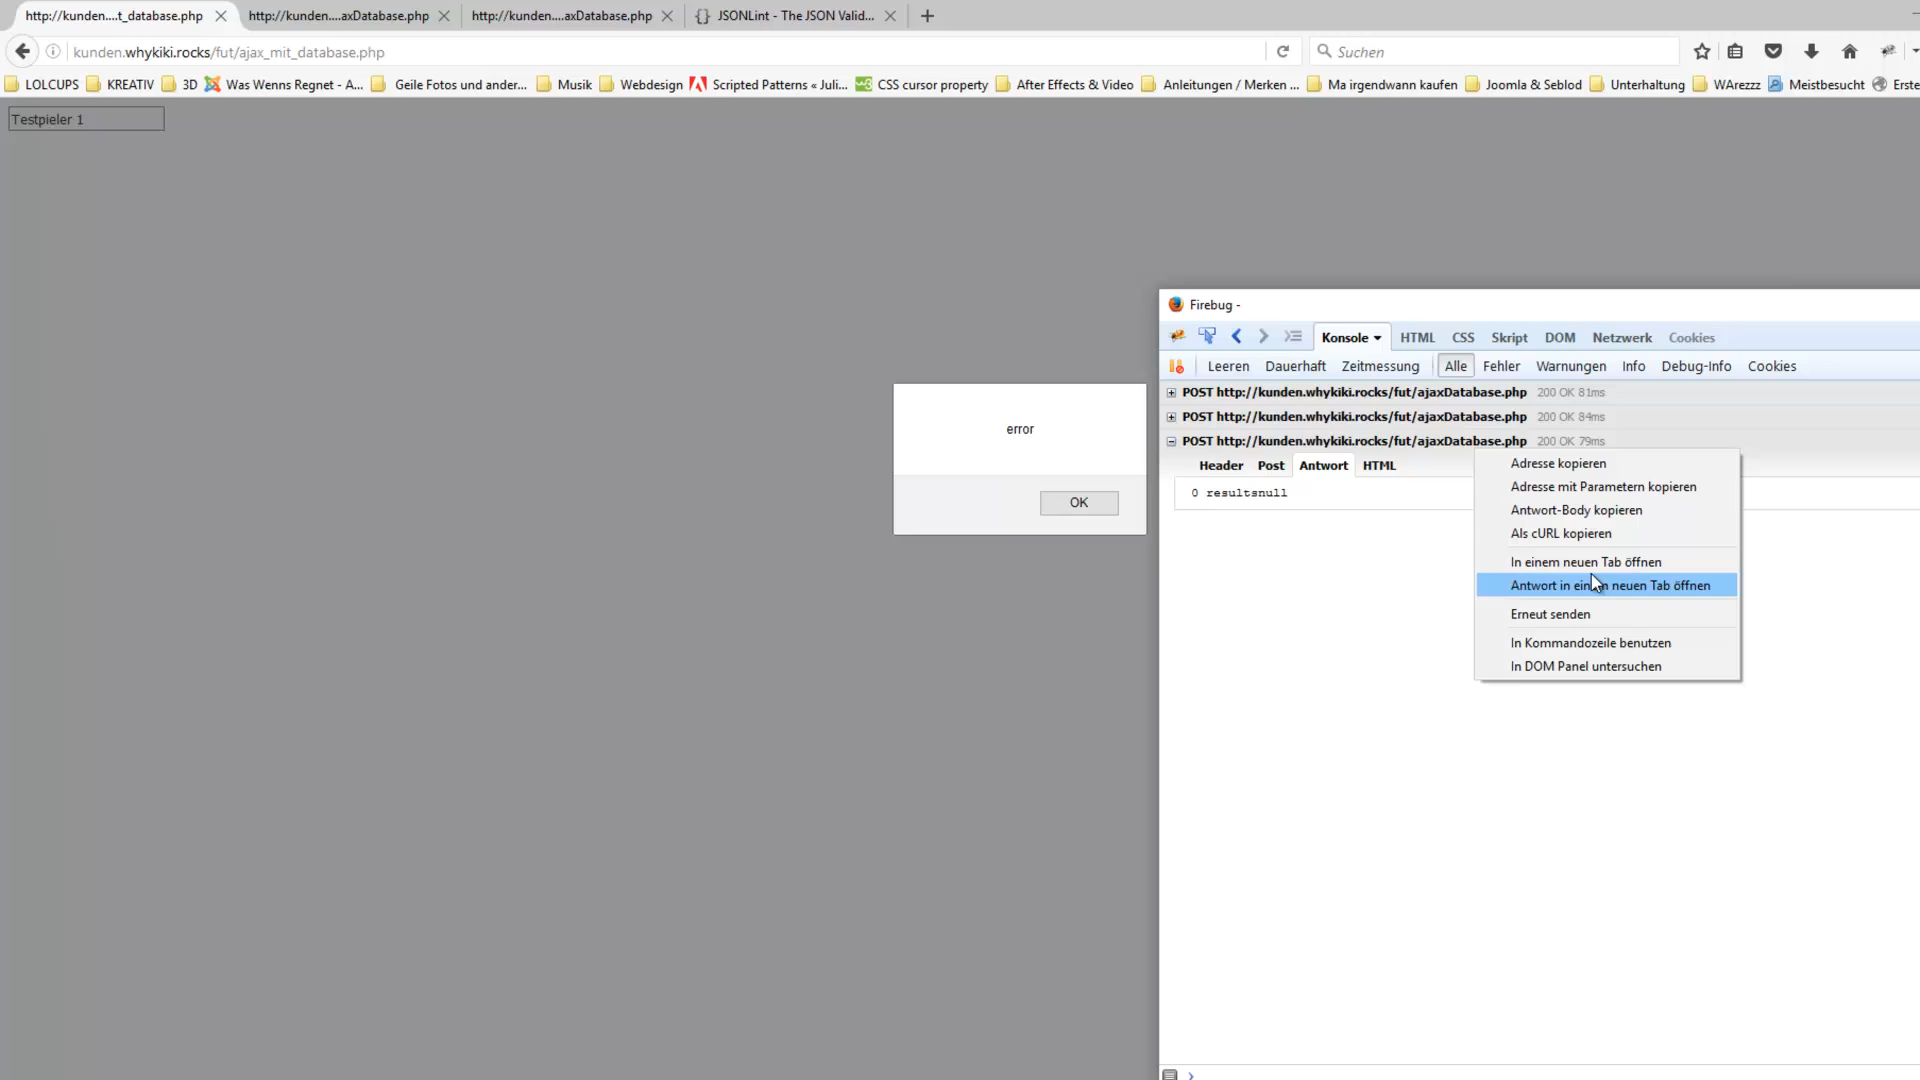 http://kunden....t_database.php
http://kunden....axDatabase.php
http://kunden....axDatabase.php
{} JSONLint - The JSON Valid...
kunden.whykiki.rocks/fut/ajax_mit_database.php
Suchen
LOLCUPS KREATIV 3D Was Wenns Regnet - A... Geile Fotos und ander... Musik Webdesign Scripted Patterns « Juli... CSS cursor property After Effects & Video Anleitungen / Merken ... Ma irgendwann kaufen Joomla & Seblod Unterhaltung WArezzz Meistbesucht Erste
Testpieler 1
Firebug -
Konsole HTML CSS Skript DOM Netzwerk Cookies
Leeren Dauerhaft Zeitmessung Alle Fehler Warnungen Info Debug-Info Cookies
POST http://kunden.whykiki.rocks/fut/ajaxDatabase.php 200 OK 81ms
POST http://kunden.whykiki.rocks/fut/ajaxDatabase.php 200 OK 84ms
POST http://kunden.whykiki.rocks/fut/ajaxDatabase.php 200 OK 79ms
Header Post Antwort HTML
0 resultsnull
error
OK
Adresse kopieren
Adresse mit Parametern kopieren
Antwort-Body kopieren
Als cURL kopieren
In einem neuen Tab öffnen
Antwort in einem neuen Tab öffnen
Erneut senden
In Kommandozeile benutzen
In DOM Panel untersuchen